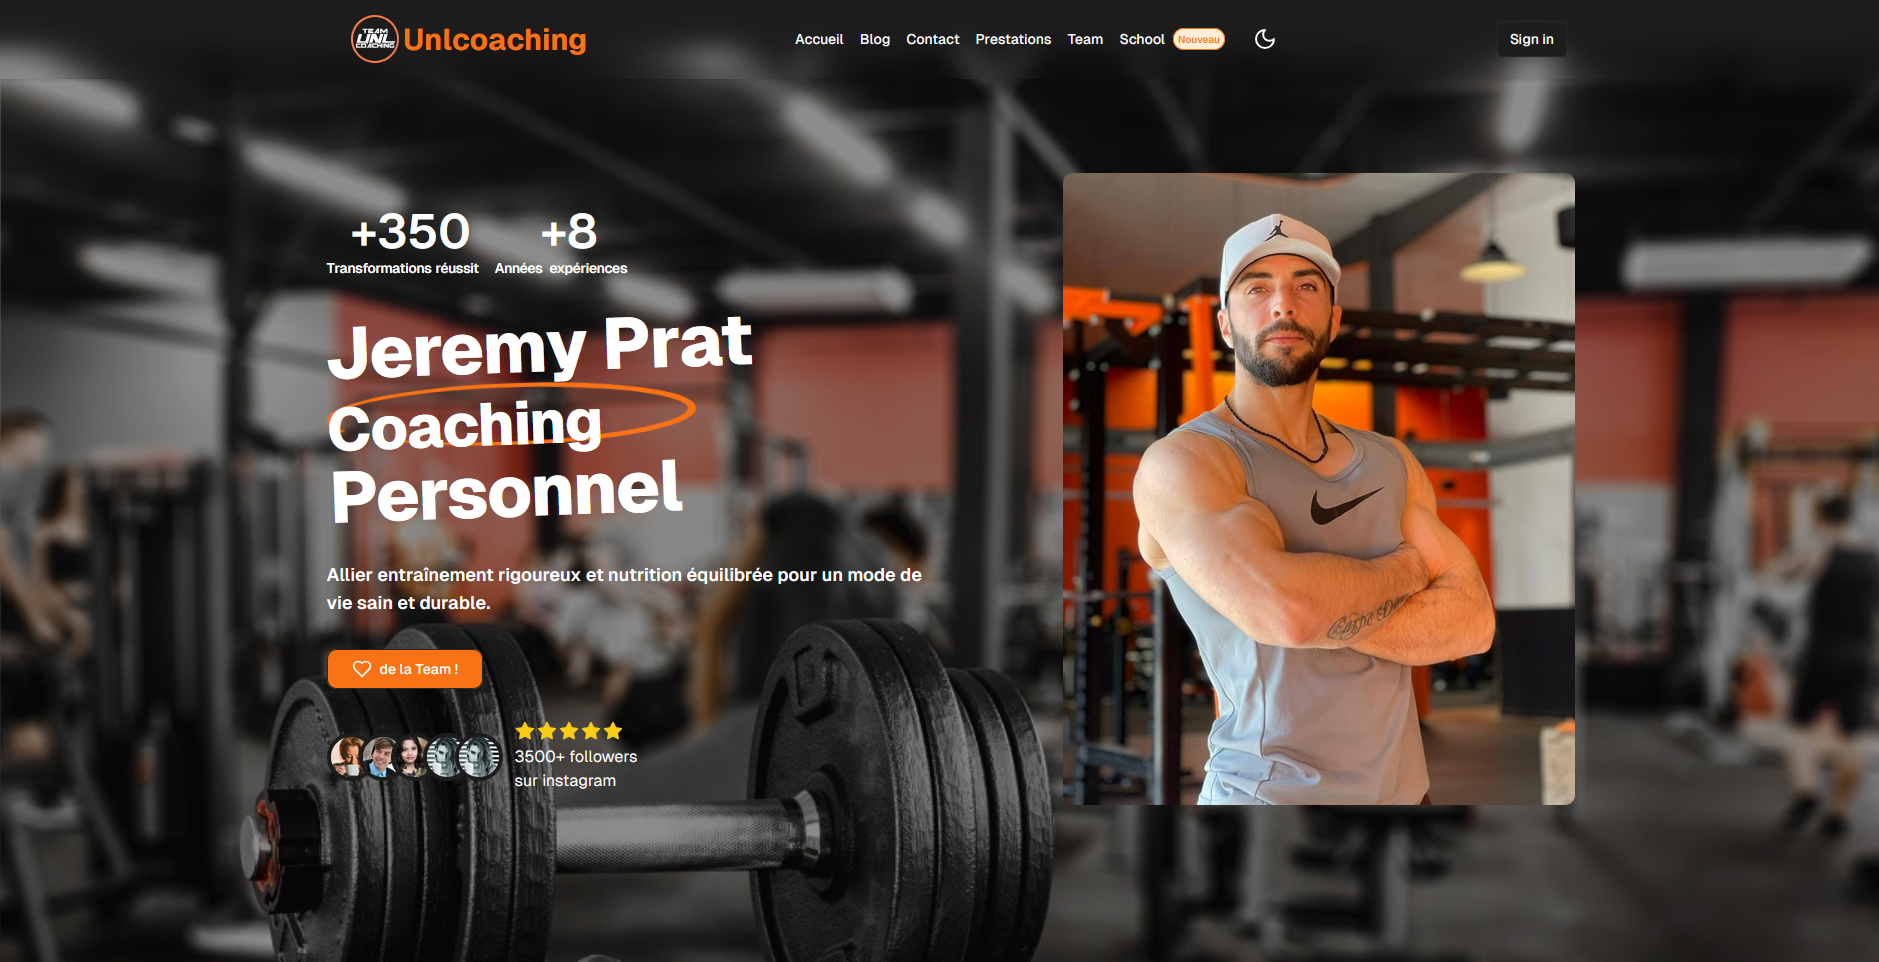 TEAM
UNL
COACHING
Unlcoaching
Accueil Blog Contact Prestations Team School Nouveau
Sign in
+350 +8
Transformations réussit Années expériences
Jeremy Prat
Coaching
Personnel
Allier entraînement rigoureux et nutrition équilibrée pour un mode de
vie sain et durable.
de la Team !
3500+ followers
sur instagram